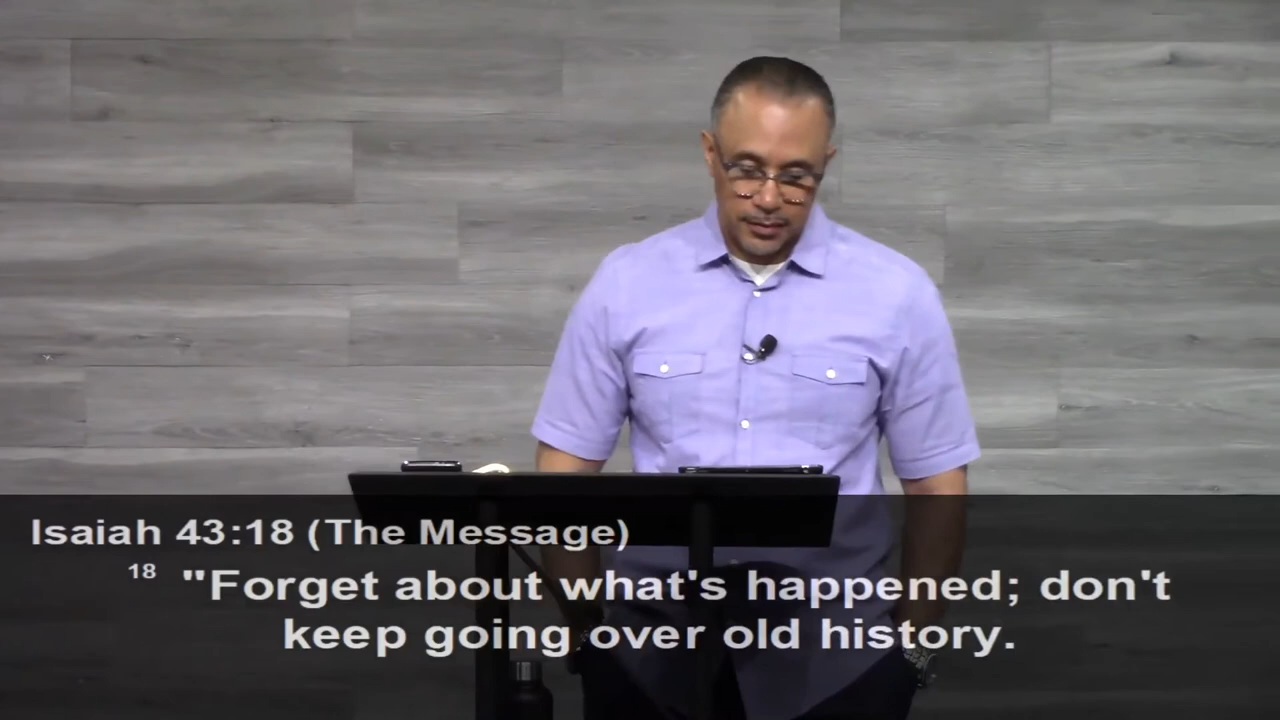 Isaiah 43:18 (The Message)
18 "Forget about what's happened; don't
keep going over old history.